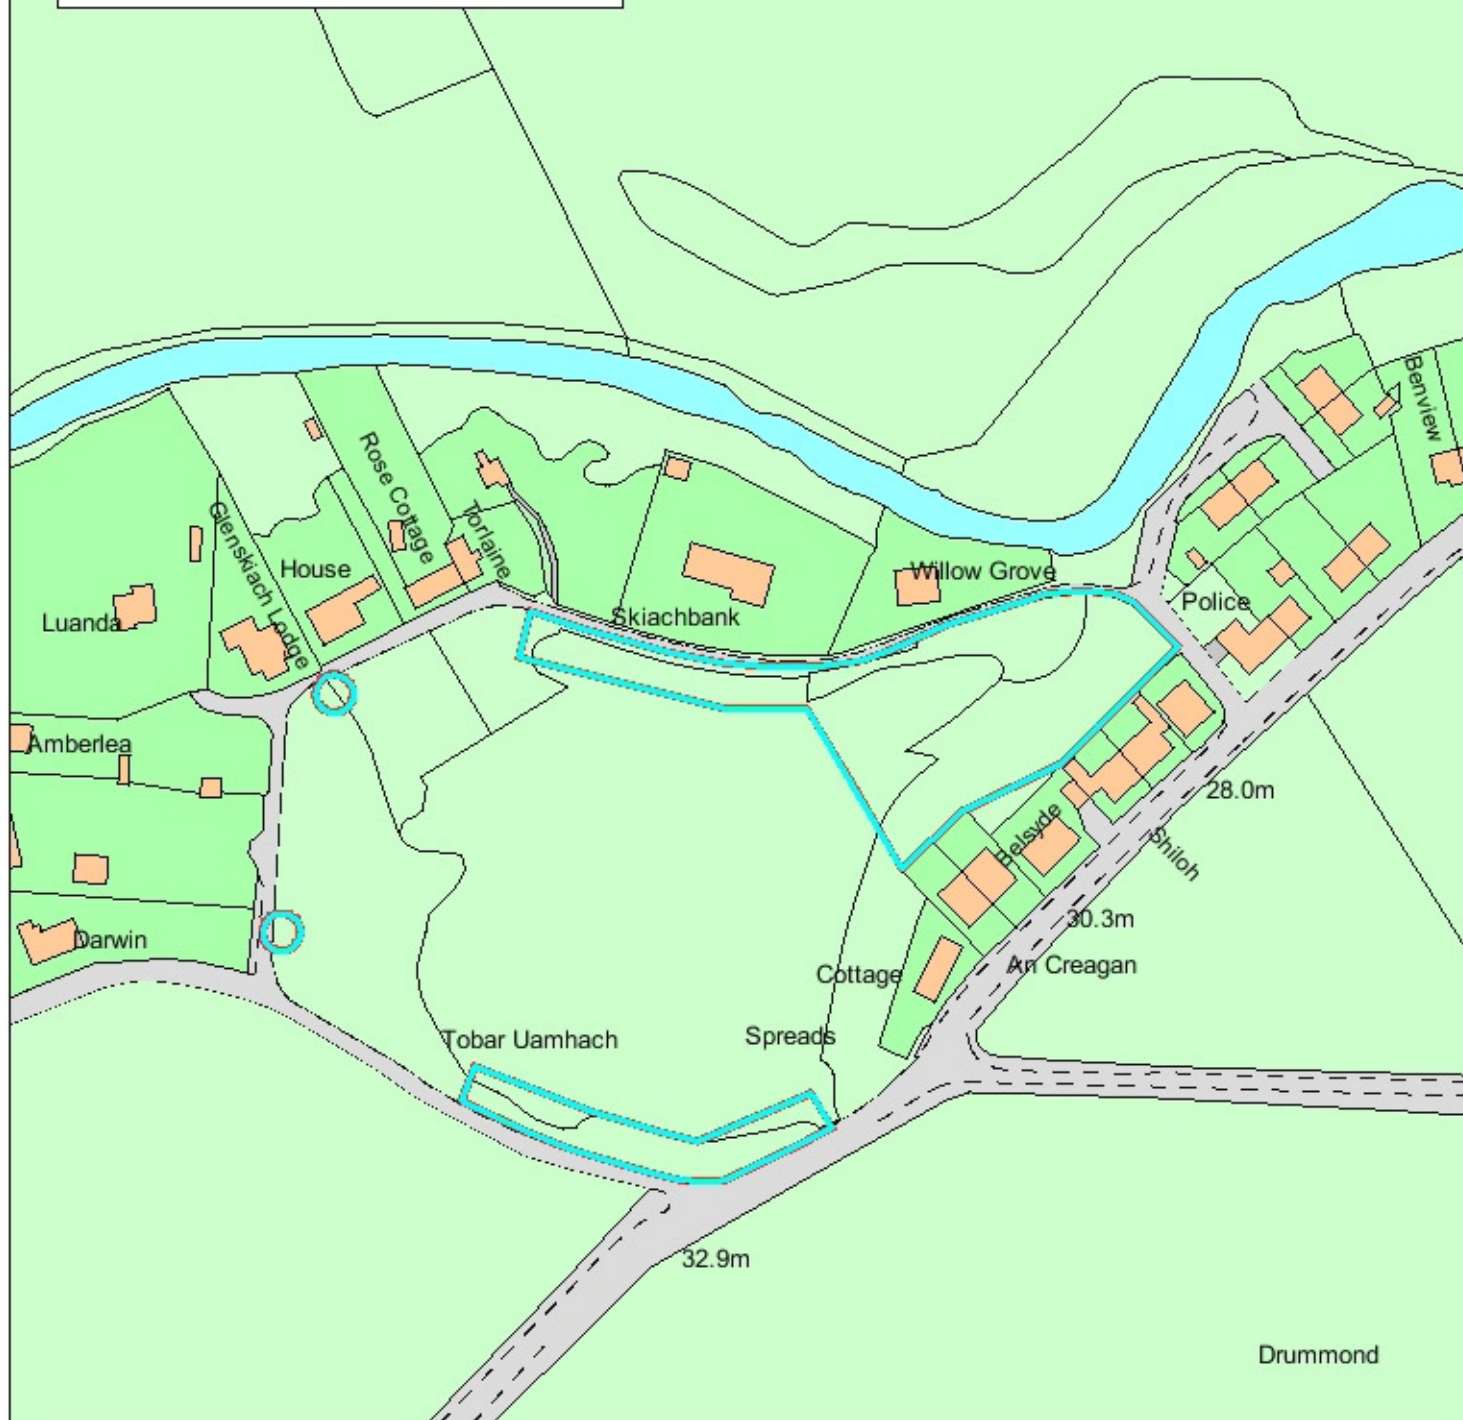 Benview
Rose Cottage
Torlaine
Glenskiach Lodge
House
Willow Grove
Luanda
Skiachbank
Police
Amberlea
28.0m
Belsyde
Shiloh
30.3m
Darwin
An Creagan
Cottage
Tobar Uamhach
Spreads
32.9m
Drummond